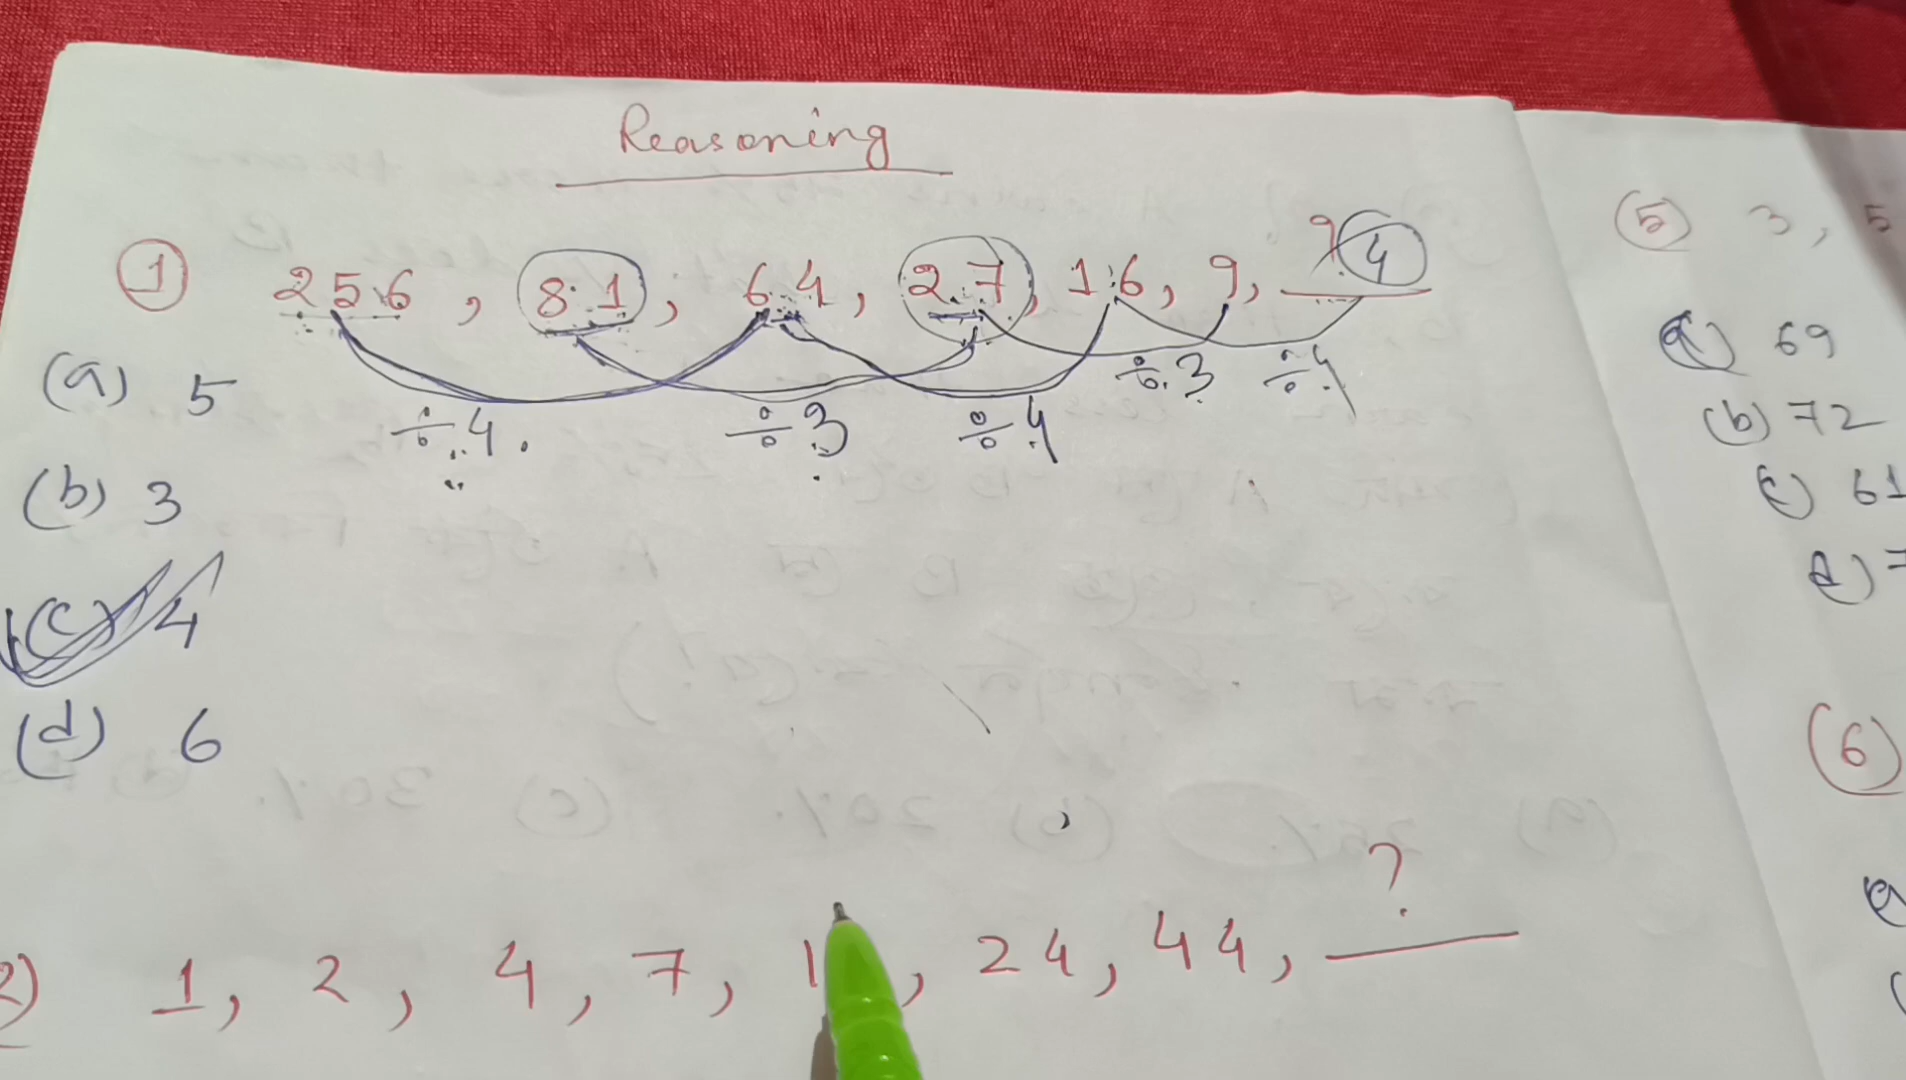 Reasoning
① 256, 81, 64, 27, 16, 9, ? 4
÷3 ÷4
(a) 5
÷4. ÷3 ÷4
(b) 3
(c) 4
(d) 6
?
2) 1, 2, 4, 7, 1 , 24, 44,
⑤ 3, 5
(a) 69
(b) 72
(c) 61
(d)
⑥